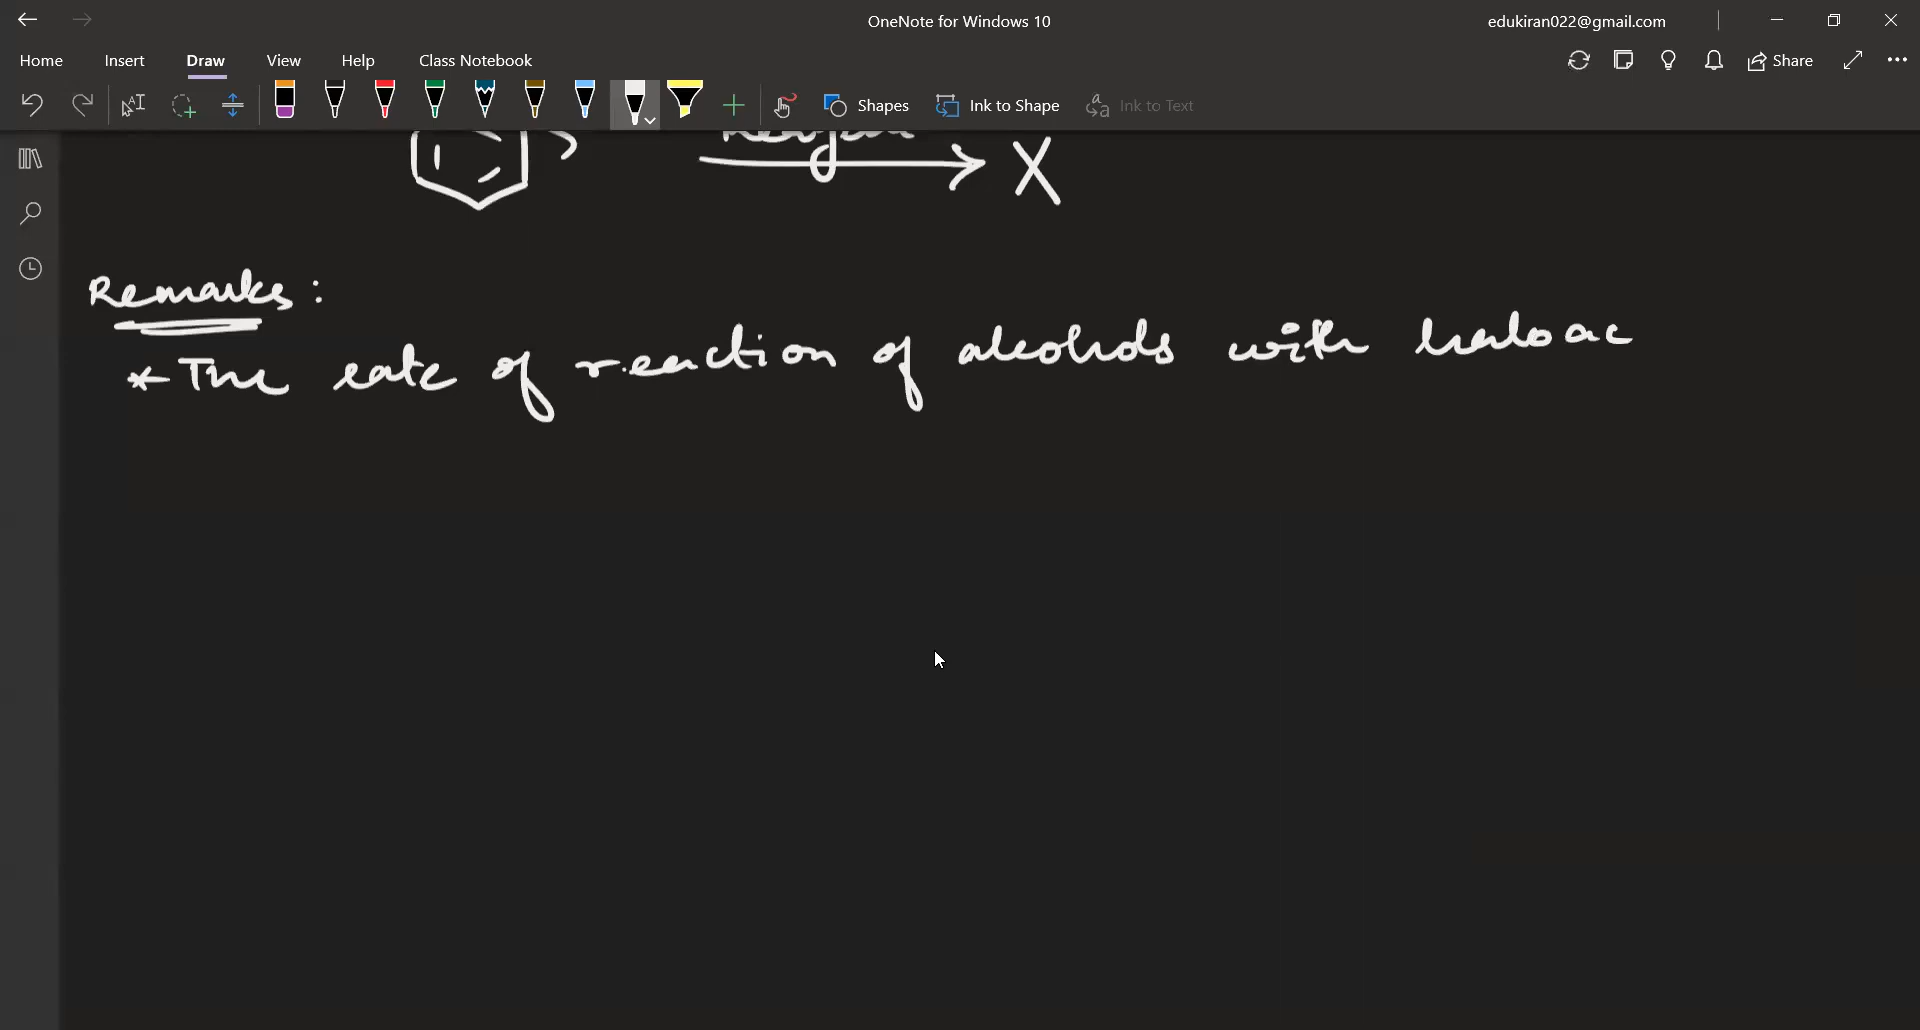 OneNote for Windows 10
edukiran022@gmail.com
Home Insert Draw View Help Class Notebook
Share
Shapes Ink to Shape Ink to Text
X
Remarks :
* The rate of reaction of alcohols with haloac